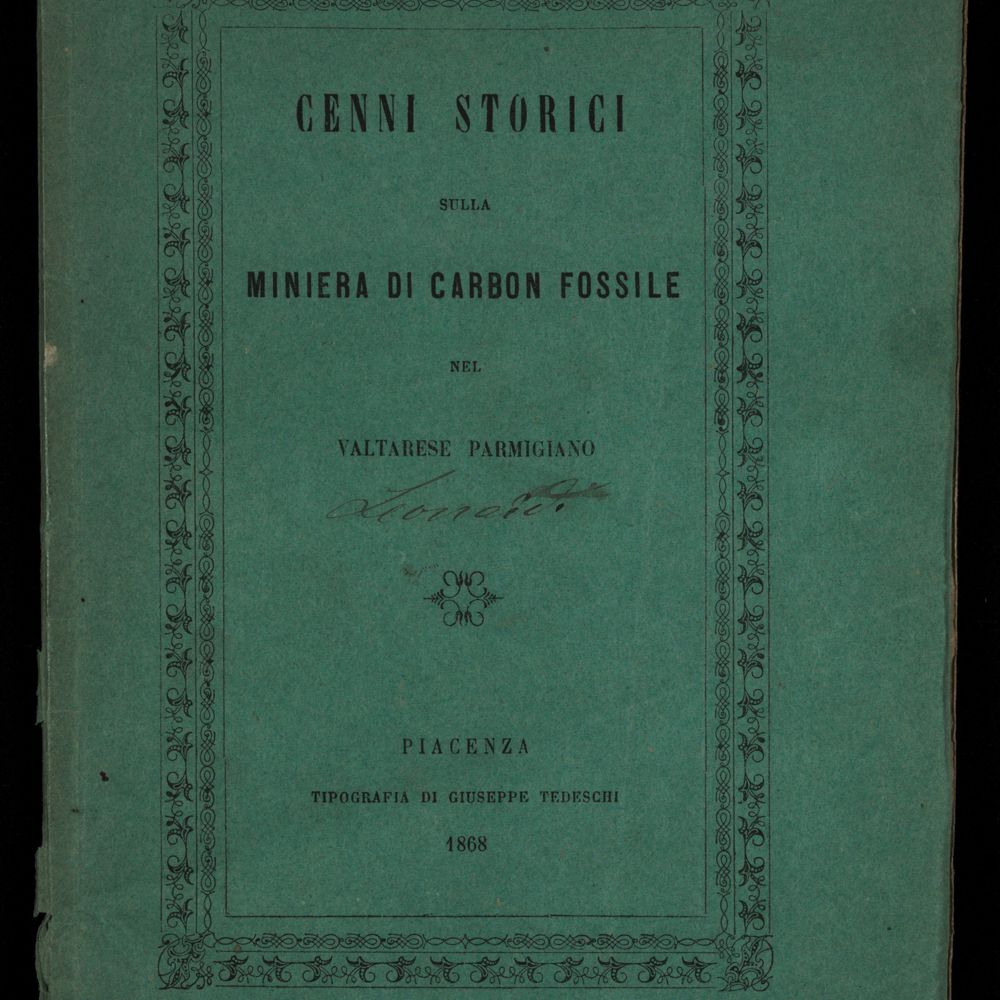 CENNI STORICI
SULLA
MINIERA DI CARBON FOSSILE
NEL
VALTARESE PARMIGIANO
PIACENZA
TIPOGRAFIA DI GIUSEPPE TEDESCHI
1868